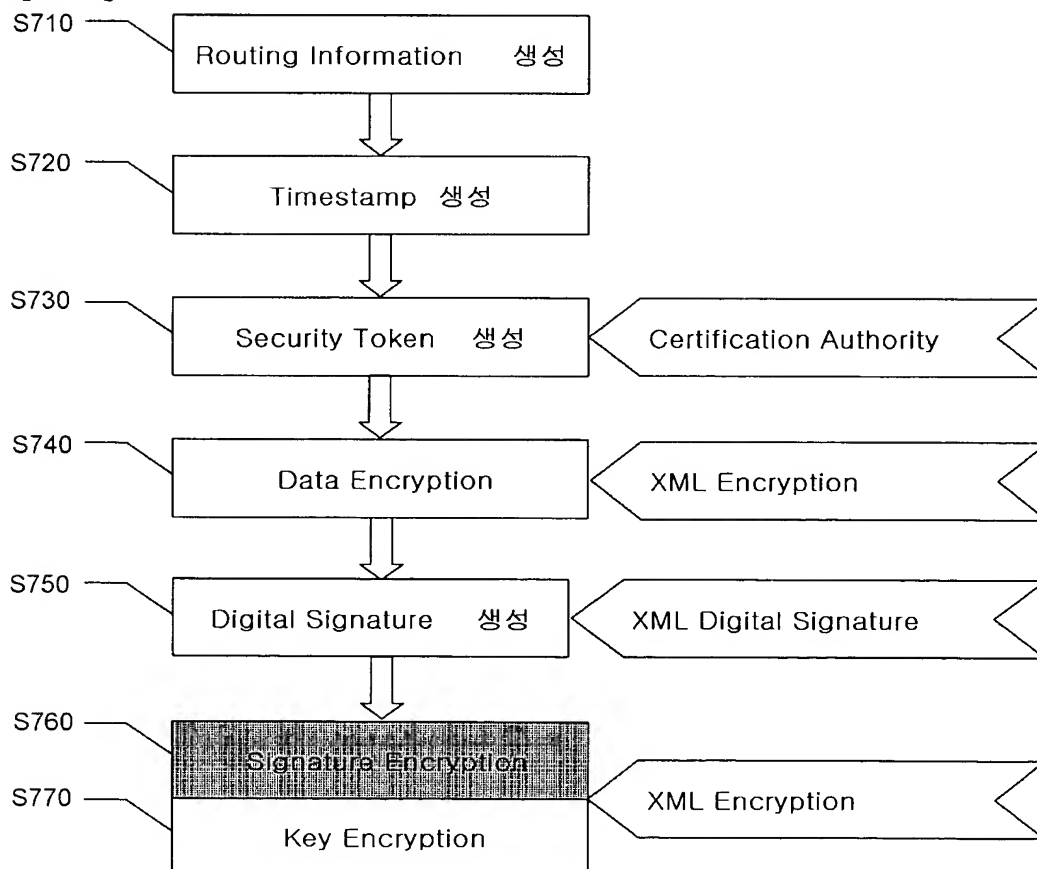 S710
Routing Information 생성
S720
Timestamp 생성
S730
Security Token 생성
Certification Authority
S740
Data Encryption
XML Encryption
S750
Digital Signature 생성
XML Digital Signature
S760
Signature Encryption
S770
XML Encryption
Key Encryption